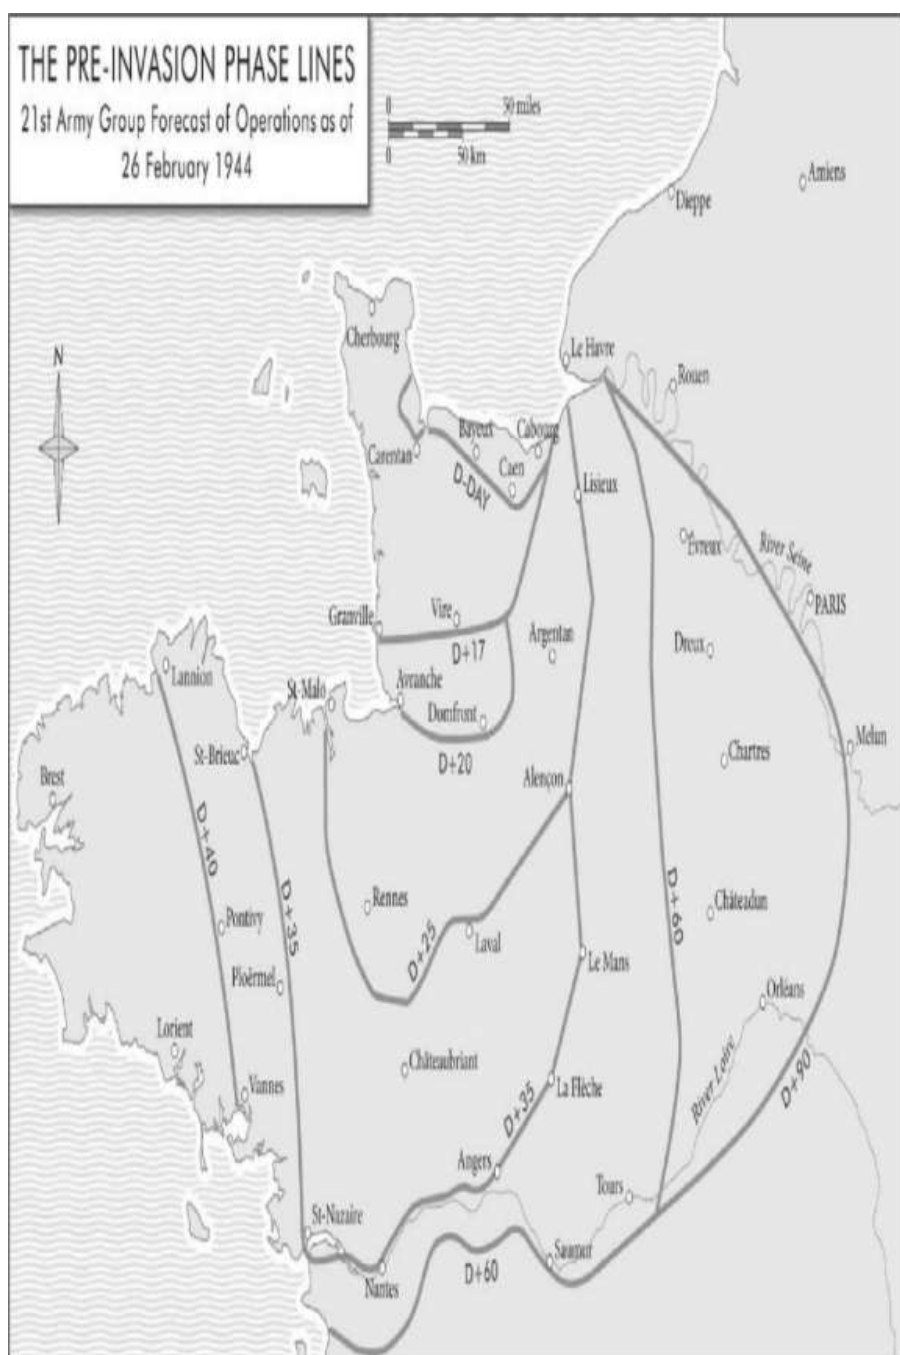 THE PRE-INVASION PHASE LINES
21st Army Group Forecast of Operations as of
26 February 1944
0 50 miles
0 50 km
Amiens
Dieppe
N
Cherbourg
Le Havre
Rouen
Carentan
Bayeux
Cabourg
Caen
D-DAY
Lisieux
Évreux
River Seine
PARIS
Granville
Vire
D+17
Argentan
Dreux
Lannion
St-Malo
Avranche
Domfront
D+20
St-Brieuc
Melun
Chartres
Brest
Alençon
D+40
D+35
Rennes
D+25
Laval
D+60
Châteadun
Pontivy
Ploërmel
Le Mans
Orléans
Lorient
Châteaubriant
River Loire
D+90
Vannes
La Flèche
D+35
Angers
Tours
St-Nazaire
Saumur
Nantes
D+60